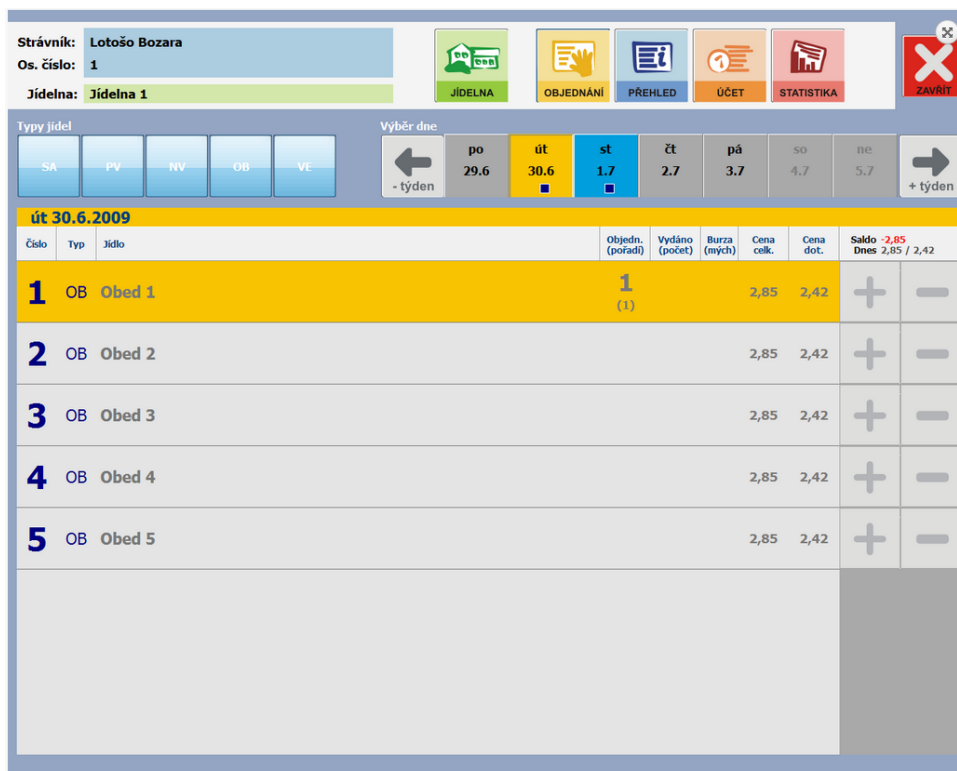 Strávník: Lotošo Bozara
Os. číslo: 1
Jídelna: Jídelna 1
JÍDELNA
OBJEDNÁNÍ
PŘEHLED
ÚČET
STATISTIKA
ZAVŘÍT
Typy jídel
SA PV NV OB VE
Výběr dne
- týden
po 29.6
út 30.6
st 1.7
čt 2.7
pá 3.7
so 4.7
ne 5.7
+ týden
út 30.6.2009
Číslo Typ Jídlo Objedn. (pořadí) Vydáno (počet) Burza (mých) Cena celk. Cena dot. Saldo -2,85
Dnes 2,85 / 2,42
1 OB Obed 1 1 (1) 2,85 2,42 + -
2 OB Obed 2 2,85 2,42 + -
3 OB Obed 3 2,85 2,42 + -
4 OB Obed 4 2,85 2,42 + -
5 OB Obed 5 2,85 2,42 + -